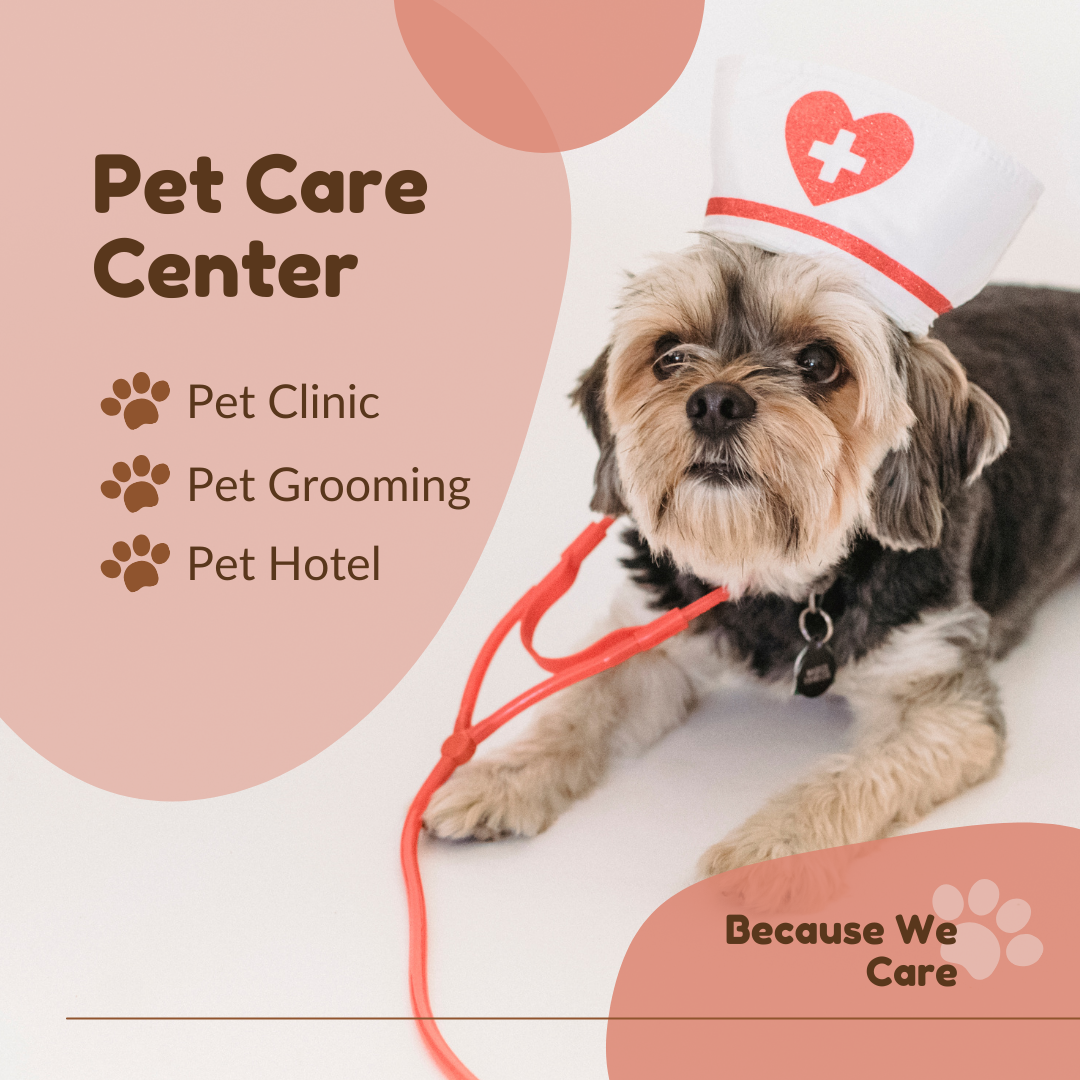 Pet Care
Center
Pet Clinic
Pet Grooming
Pet Hotel
Because We
Care